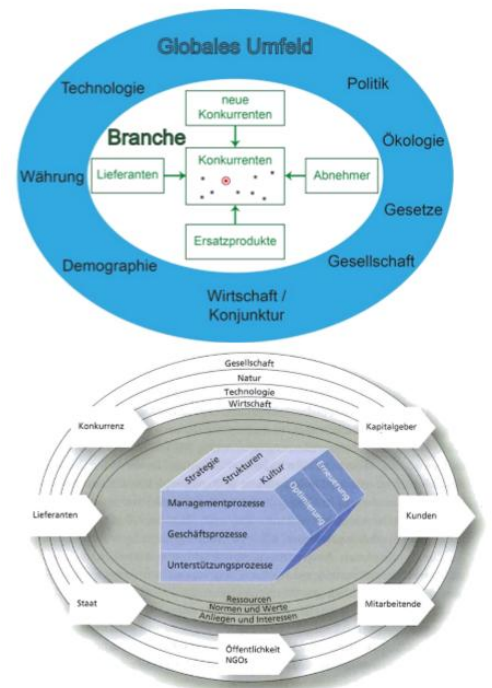 Globales Umfeld
Technologie
Politik
neue
Konkurrenten
Branche
Ökologie
Konkurrenten
Währung
Lieferanten
Abnehmer
Gesetze
Ersatzprodukte
Demographie
Gesellschaft
Wirtschaft /
Konjunktur
Gesellschaft
Natur
Technologie
Wirtschaft
Konkurrenz
Kapitalgeber
Strategie
Strukturen
Kultur
Erneuerung
Optimierung
Managementprozesse
Lieferanten
Kunden
Geschäftsprozesse
Unterstützungsprozesse
Ressourcen
Staat
Normen und Werte
Mitarbeitende
Anliegen und Interessen
Öffentlichkeit
NGOs